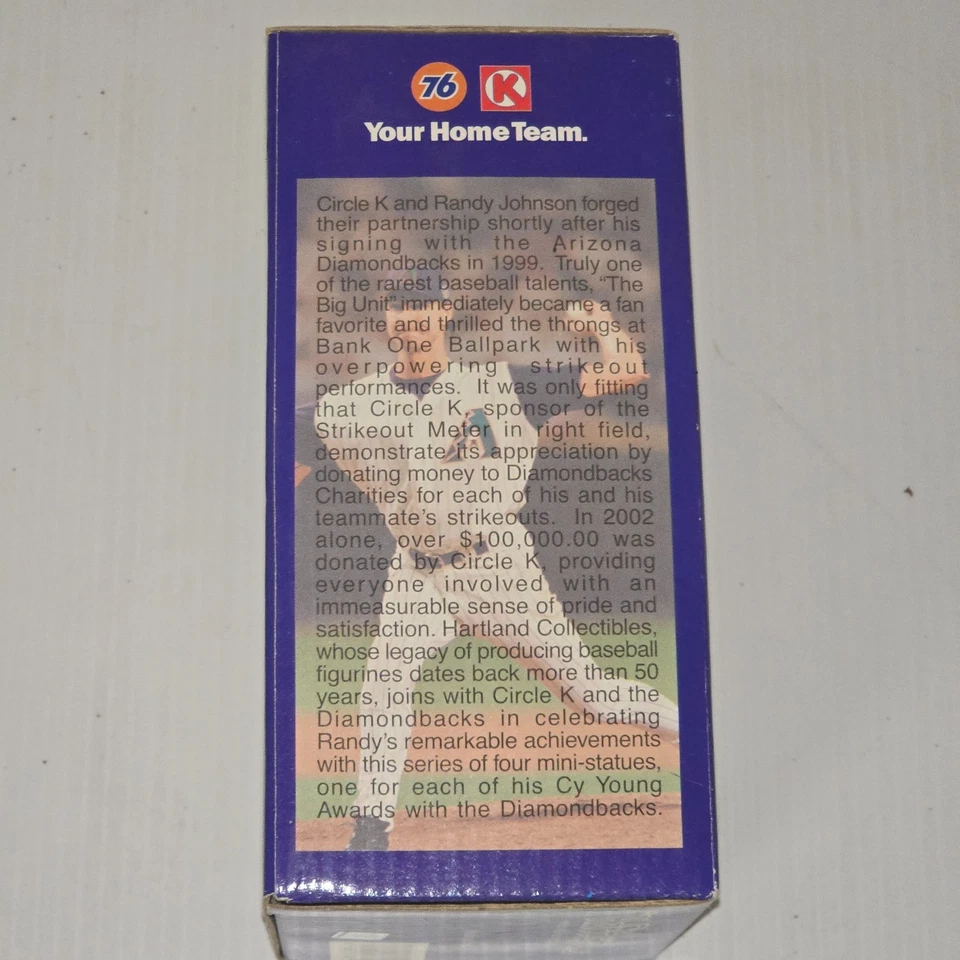 76 K
Your Home Team.
Circle K and Randy Johnson forged
their partnership shortly after his
signing with the Arizona
Diamondbacks in 1999. Truly one
of the rarest baseball talents, “The
Big Unit” immediately became a fan
favorite and thrilled the throngs at
Bank One Ballpark with his
overpowering strikeout
performances. It was only fitting
that Circle K, sponsor of the
Strikeout Meter in right field,
demonstrate its appreciation by
donating money to Diamondbacks
Charities for each of his and his
teammate's strikeouts. In 2002
alone, over $100,000.00 was
donated by Circle K, providing
everyone involved with an
immeasurable sense of pride and
satisfaction. Hartland Collectibles,
whose legacy of producing baseball
figurines dates back more than 50
years, joins with Circle K and the
Diamondbacks in celebrating
Randy's remarkable achievements
with this series of four mini-statues,
one for each of his Cy Young
Awards with the Diamondbacks.